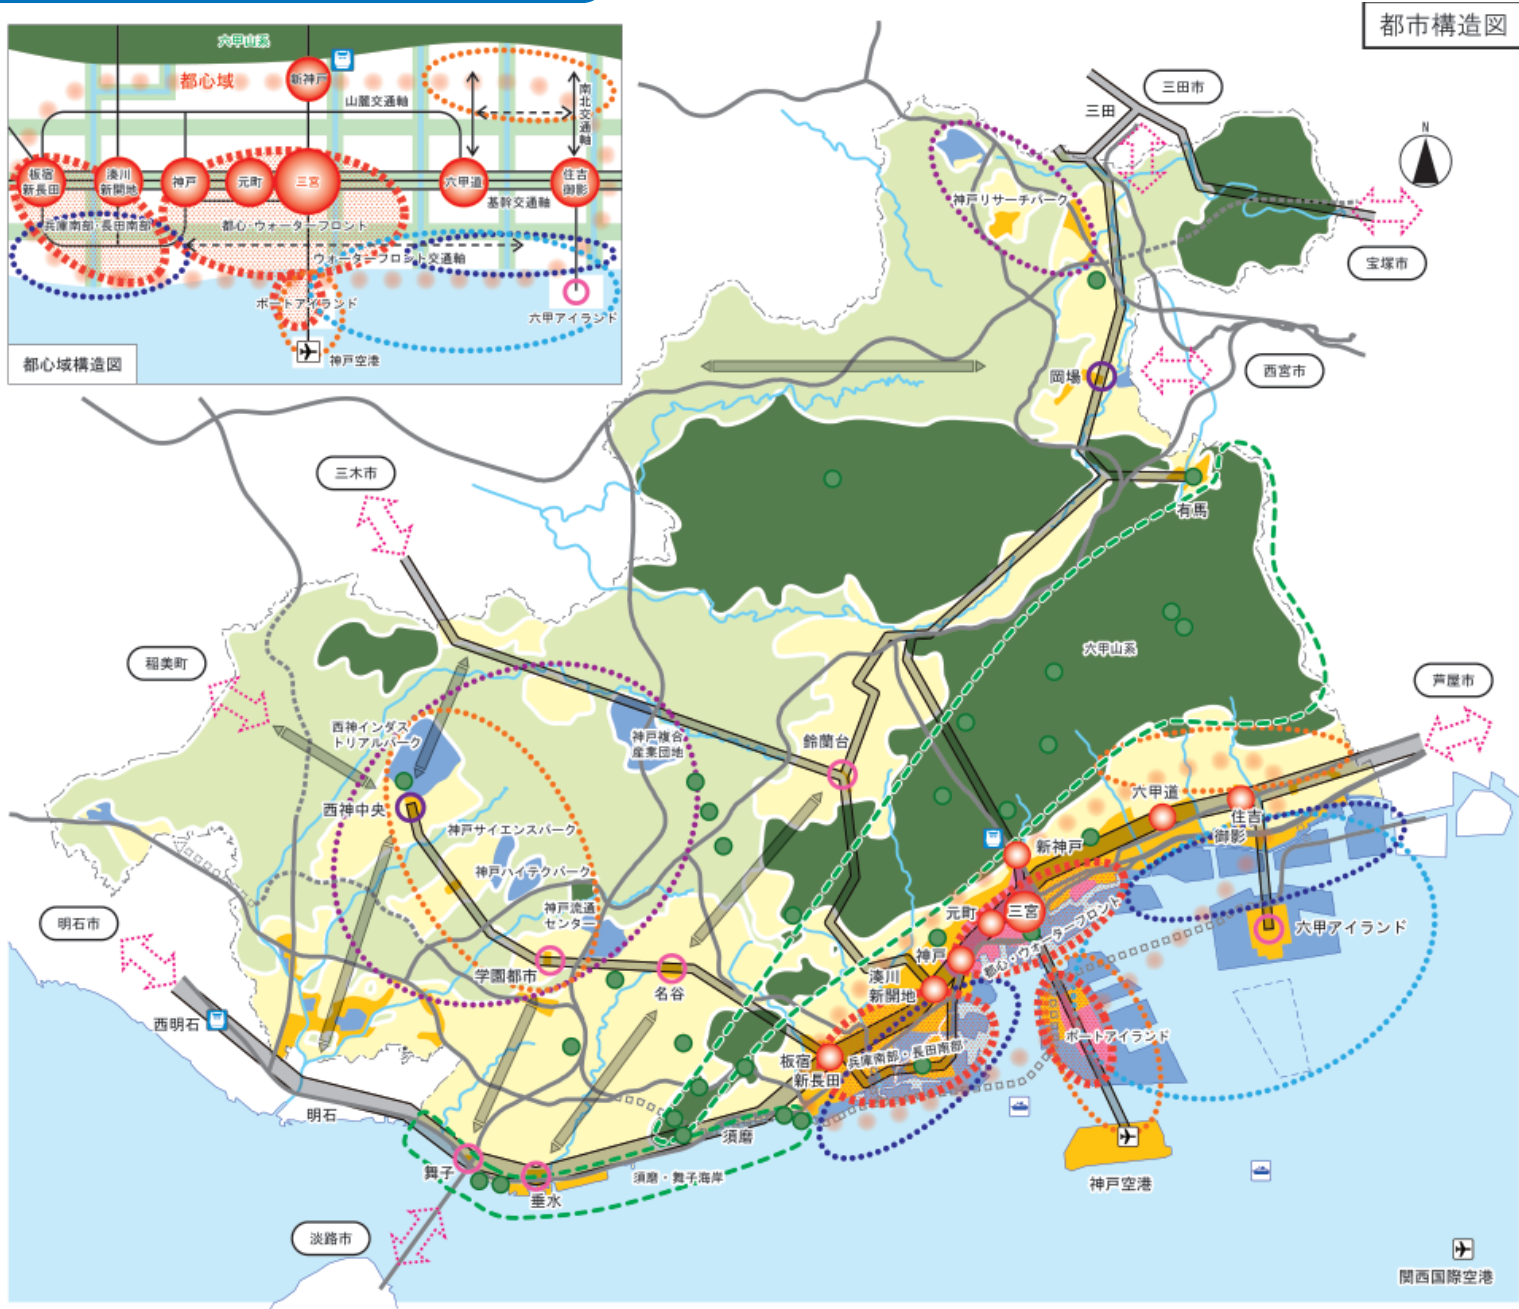 都市構造図
六甲山系
都心域
新神戸
山麓交通軸
南北交通軸
板宿
新長田
湊川
新開地
神戸
元町
三宮
六甲道
住吉
御影
基幹交通軸
兵庫南部・長田南部
都心・ウォーターフロント
ウォーターフロント交通軸
ポートアイランド
六甲アイランド
神戸空港
都心域構造図
三田市
三田
N
神戸リサーチパーク
宝塚市
西宮市
岡場
三木市
有馬
稲美町
六甲山系
芦屋市
西神インダス
トリアルパーク
神戸複合
産業団地
鈴蘭台
西神中央
神戸サイエンスパーク
六甲道
住吉
御影
新神戸
神戸ハイテクパーク
神戸流通
センター
明石市
元町
三宮
都心・ウォーターフロント
六甲アイランド
神戸
学園都市
名谷
湊川
新開地
西明石
ポートアイランド
兵庫南部・長田南部
板宿
新長田
明石
須磨
舞子
須磨・舞子海岸
垂水
神戸空港
淡路市
関西国際空港